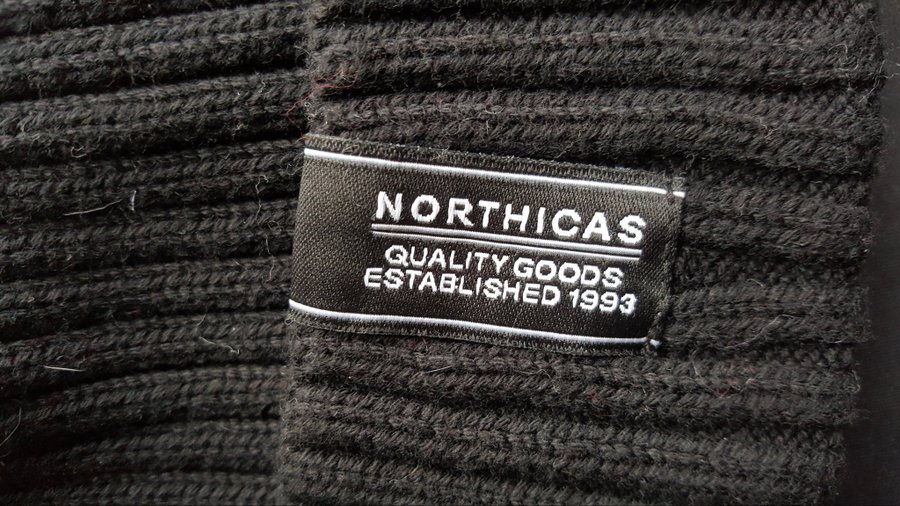 NORTHICAS
QUALITY GOODS
ESTABLISHED 1993